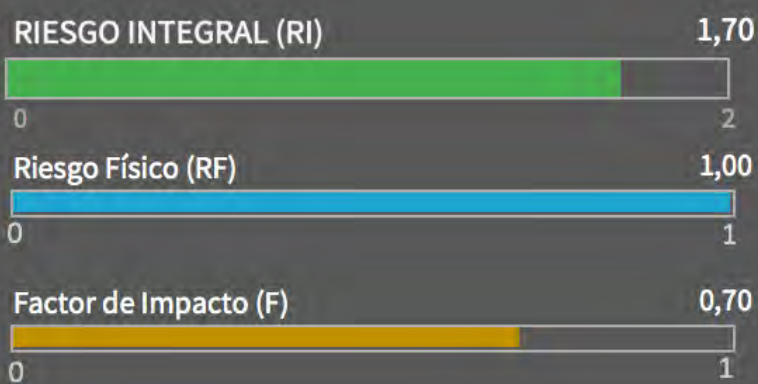 RIESGO INTEGRAL (RI) 1,70
0 2
Riesgo Físico (RF) 1,00
0 1
Factor de Impacto (F) 0,70
0 1